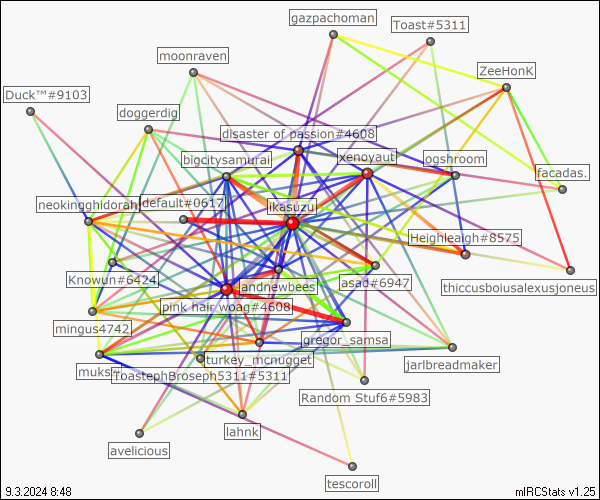 gazpachoman
Toast#5311
moonraven
ZeeHonK
Duck™#9103
doggerdig
disaster of passion#4608
bigcitysamurai
xenoyaut
ogshroom
facadas.
neokingghidorah
default#0617
ikasuzu
Heighleaigh#8575
Knowun#6424
andnewbees
asad#6947
thiccusboiusalexusjoneus
pink hair woag#4608
mingus4742
gregor_samsa
turkey_mcnugget
jarlbreadmaker
muks~
ToastephBroseph5311#5311
Random Stuf6#5983
lahnk
avelicious
tescoroll
9.3.2024 8:48
mIRCStats v1.25